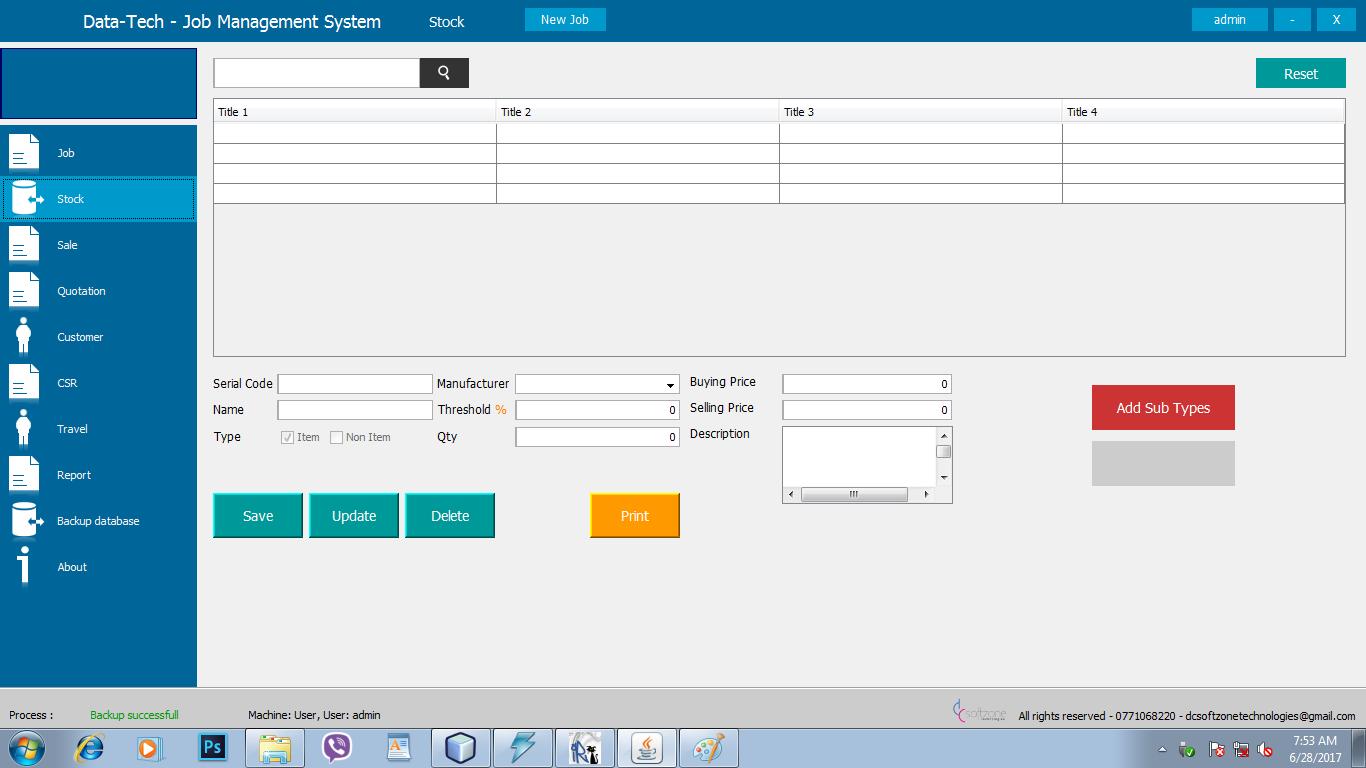 Data-Tech - Job Management System Stock New Job admin - X
Reset
Title 1 Title 2 Title 3 Title 4
Job
Stock
Sale
Quotation
Customer
CSR
Travel
Report
Backup database
About
Serial Code Manufacturer Buying Price 0
Name Threshold % 0 Selling Price 0
Type Item Non Item Qty 0 Description
Add Sub Types
Save Update Delete Print
Process : Backup successfull Machine: User, User: admin softzone All rights reserved - 0771068220 - dcsoftzonetechnologies@gmail.com
Ps
7:53 AM
6/28/2017